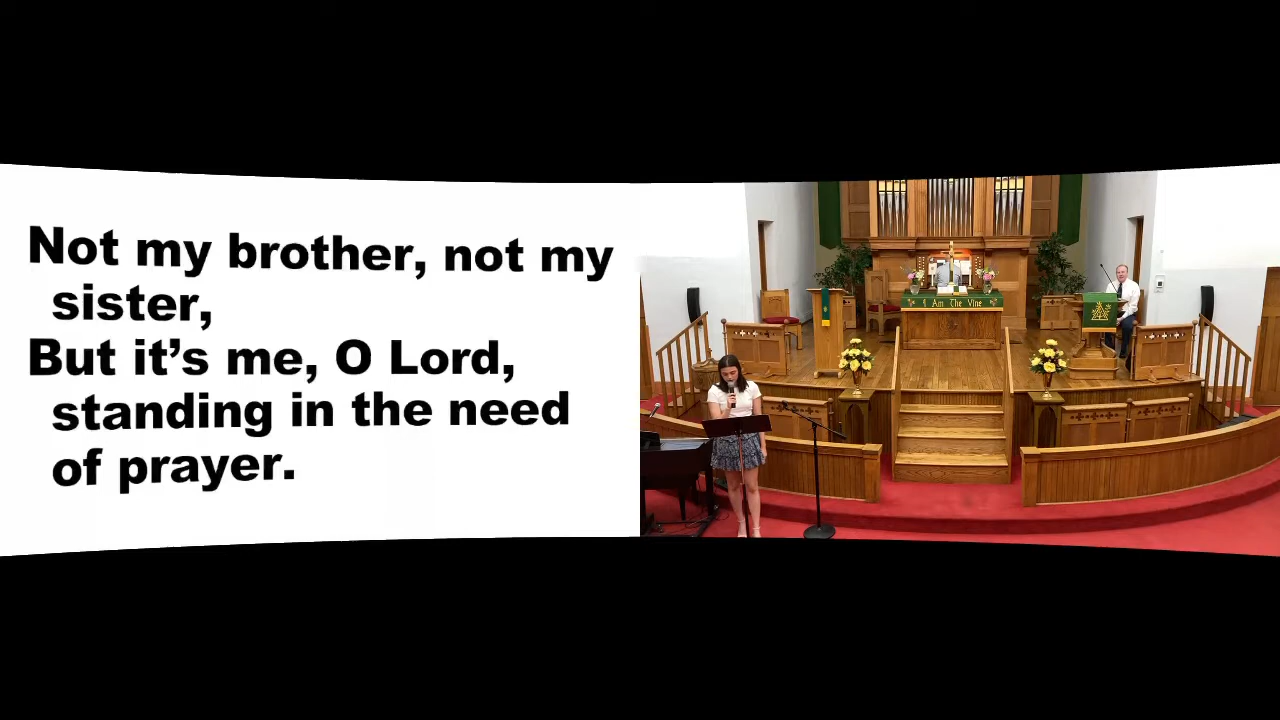 Not my brother, not my
sister,
But it's me, O Lord,
standing in the need
of prayer.
I Am The Vine